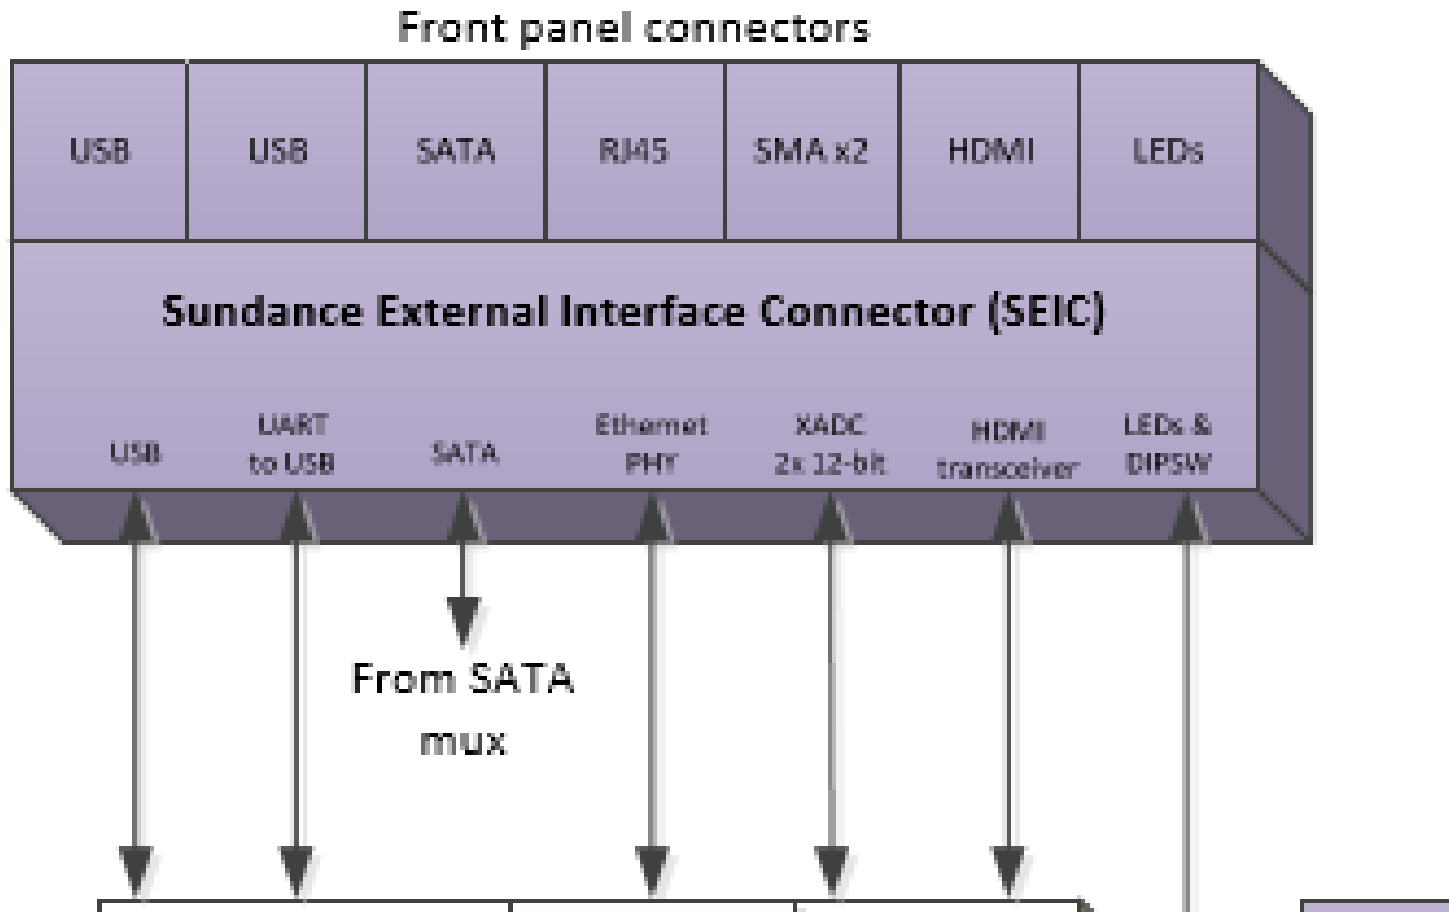 Front panel connectors
USB USB SATA RJ45 SMA x2 HDMI LEDs
Sundance External Interface Connector (SEIC)
USB
UART
to USB
SATA
Ethernet
PHY
XADC
2x 12-bit
HDMI
transceiver
LEDs &
DIPSW
From SATA
mux